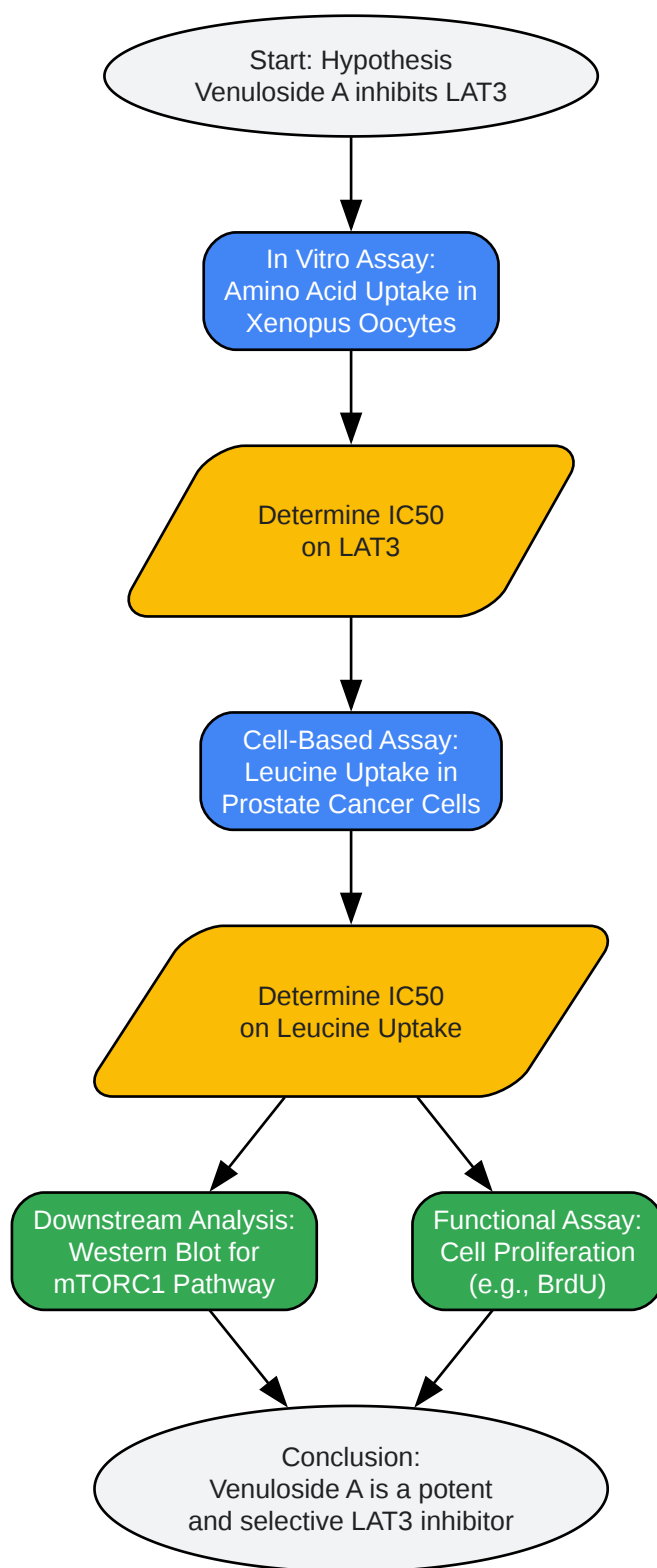 Start: Hypothesis
Venuloside A inhibits LAT3
In Vitro Assay:
Amino Acid Uptake in
Xenopus Oocytes
Determine IC50
on LAT3
Cell-Based Assay:
Leucine Uptake in
Prostate Cancer Cells
Determine IC50
on Leucine Uptake
Downstream Analysis:
Western Blot for
mTORC1 Pathway
Functional Assay:
Cell Proliferation
(e.g., BrdU)
Conclusion:
Venuloside A is a potent
and selective LAT3 inhibitor